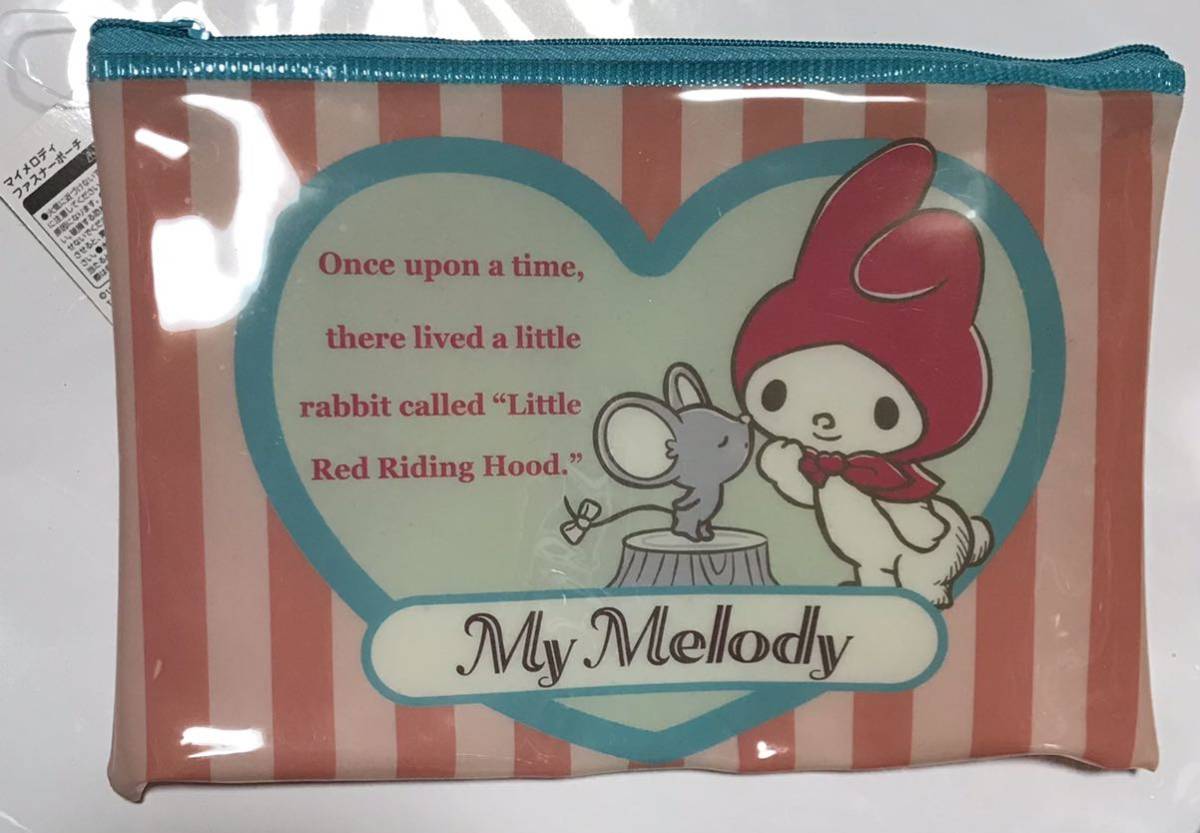 マイメロディ
ファスナーポーチ
Once upon a time,
there lived a little
rabbit called “Little
Red Riding Hood.”
My Melody